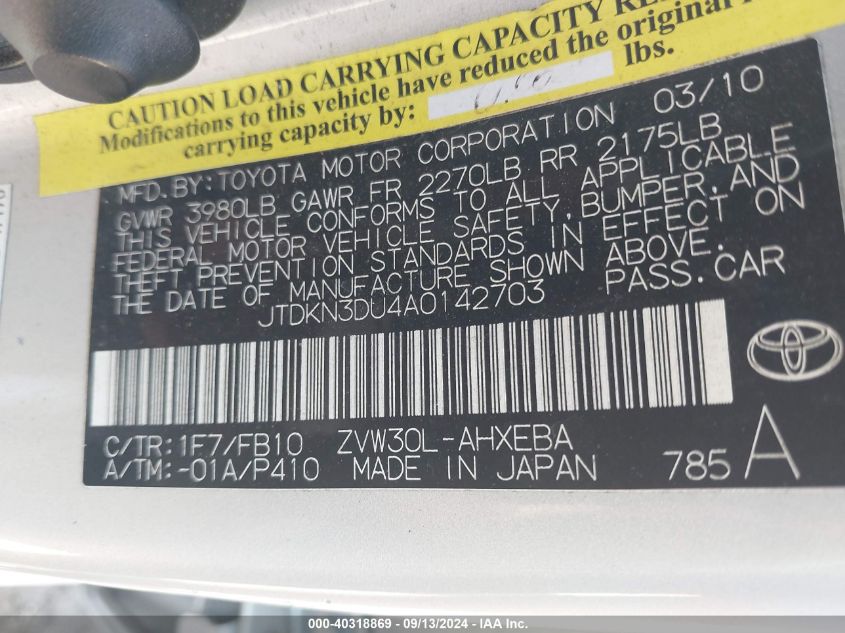 CAUTION LOAD CARRYING CAPACITY
Modifications to this vehicle have reduced the original
carrying capacity by: lbs.
MFD. BY: TOYOTA MOTOR CORPORATION 03/10
GVWR 3980LB GAWR FR 2270LB RR 2175LB
THIS VEHICLE CONFORMS TO ALL APPLICABLE
FEDERAL MOTOR VEHICLE SAFETY, BUMPER, AND
THEFT PREVENTION STANDARDS IN EFFECT ON
THE DATE OF MANUFACTURE SHOWN ABOVE.
JTDKN3DU4A0142703 PASS. CAR
C/TR: 1F7/FB10 ZVW30L-AHXEBA
A/TM: -01A/P410 MADE IN JAPAN 785 A
000-40318869 - 09/13/2024 - IAAI.com